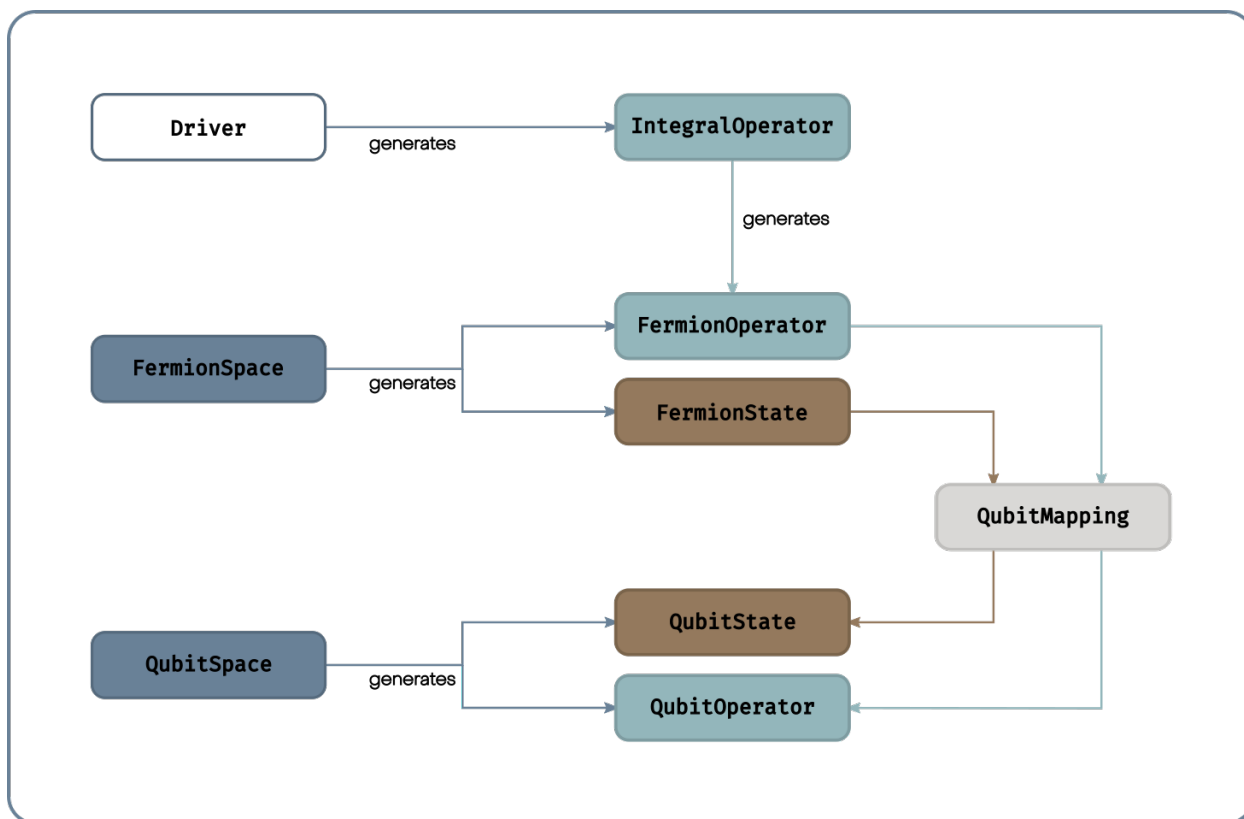 Driver
generates
IntegralOperator
generates
FermionSpace
generates
FermionOperator
FermionState
QubitMapping
QubitSpace
generates
QubitState
QubitOperator